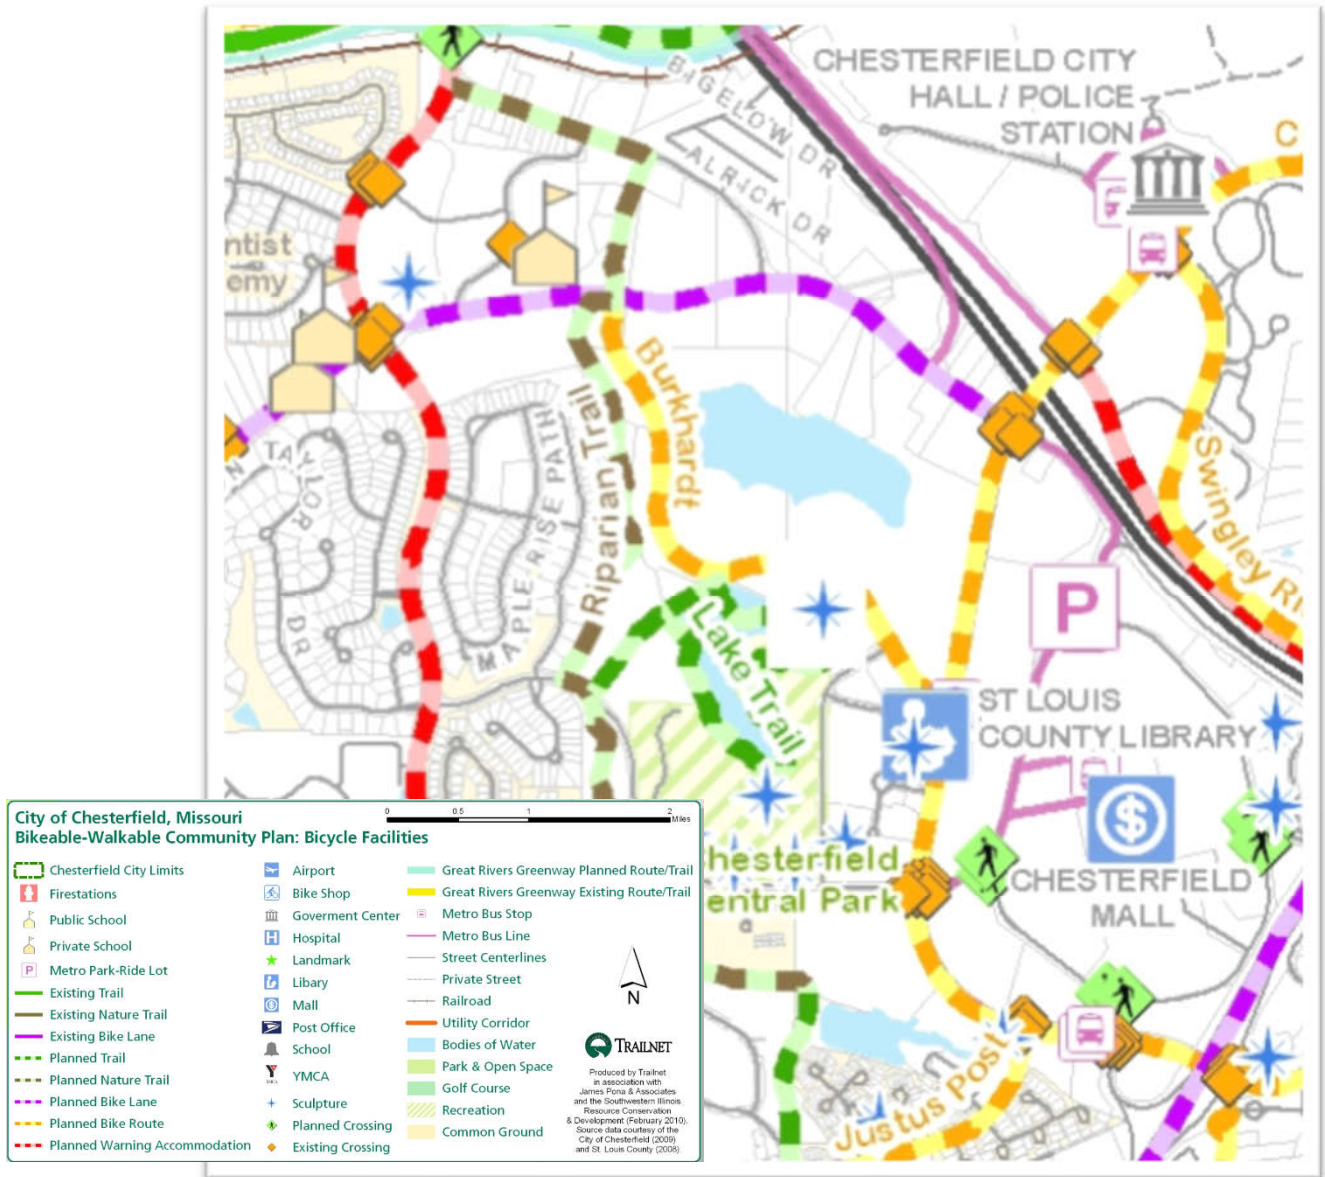 BIGELOW DR
ALRICK DR
CHESTERFIELD CITY
HALL / POLICE
STATION
C
ntist
emy
Burkhardt
Riparian Trail
MAPLE RISE PATH
TAYLOR
DR
Swingley Ri
P
Lake Trail
ST LOUIS
COUNTY LIBRARY
CHESTERFIELD
MALL
hesterfield
entral Park
Justus Post
City of Chesterfield, Missouri
Bikeable-Walkable Community Plan: Bicycle Facilities
0 0.5 1 2
Miles
Chesterfield City Limits
Firestations
Public School
Private School
P Metro Park-Ride Lot
Existing Trail
Existing Nature Trail
Existing Bike Lane
Planned Trail
Planned Nature Trail
Planned Bike Lane
Planned Bike Route
Planned Warning Accommodation
Airport
Bike Shop
Goverment Center
H Hospital
Landmark
Libary
Mall
Post Office
School
YMCA
Sculpture
Planned Crossing
Existing Crossing
Great Rivers Greenway Planned Route/Trail
Great Rivers Greenway Existing Route/Trail
Metro Bus Stop
Metro Bus Line
Street Centerlines
Private Street
Railroad
Utility Corridor
Bodies of Water
Park & Open Space
Golf Course
Recreation
Common Ground
N
TRAILNET
Produced by Trailnet
in association with
James Pona & Associates
and the Southwestern Illinois
Resource Conservation
& Development (February 2010).
Source data courtesy of the
City of Chesterfield (2009)
and St. Louis County (2008).